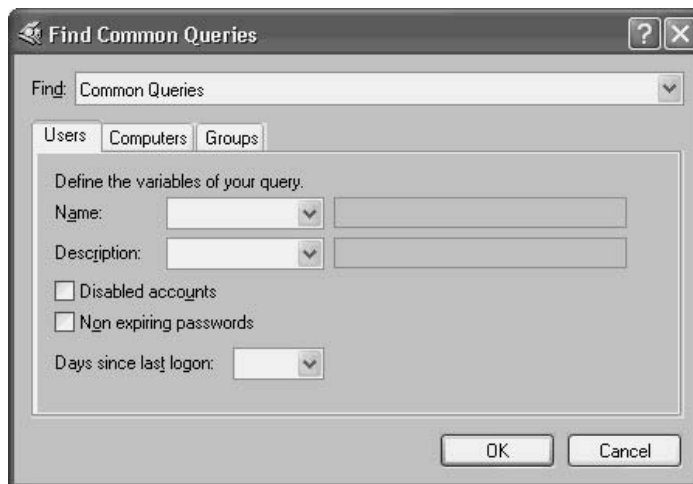 Find Common Queries
Find: Common Queries
Users Computers Groups
Define the variables of your query.
Name:
Description:
Disabled accounts
Non expiring passwords
Days since last logon:
OK Cancel